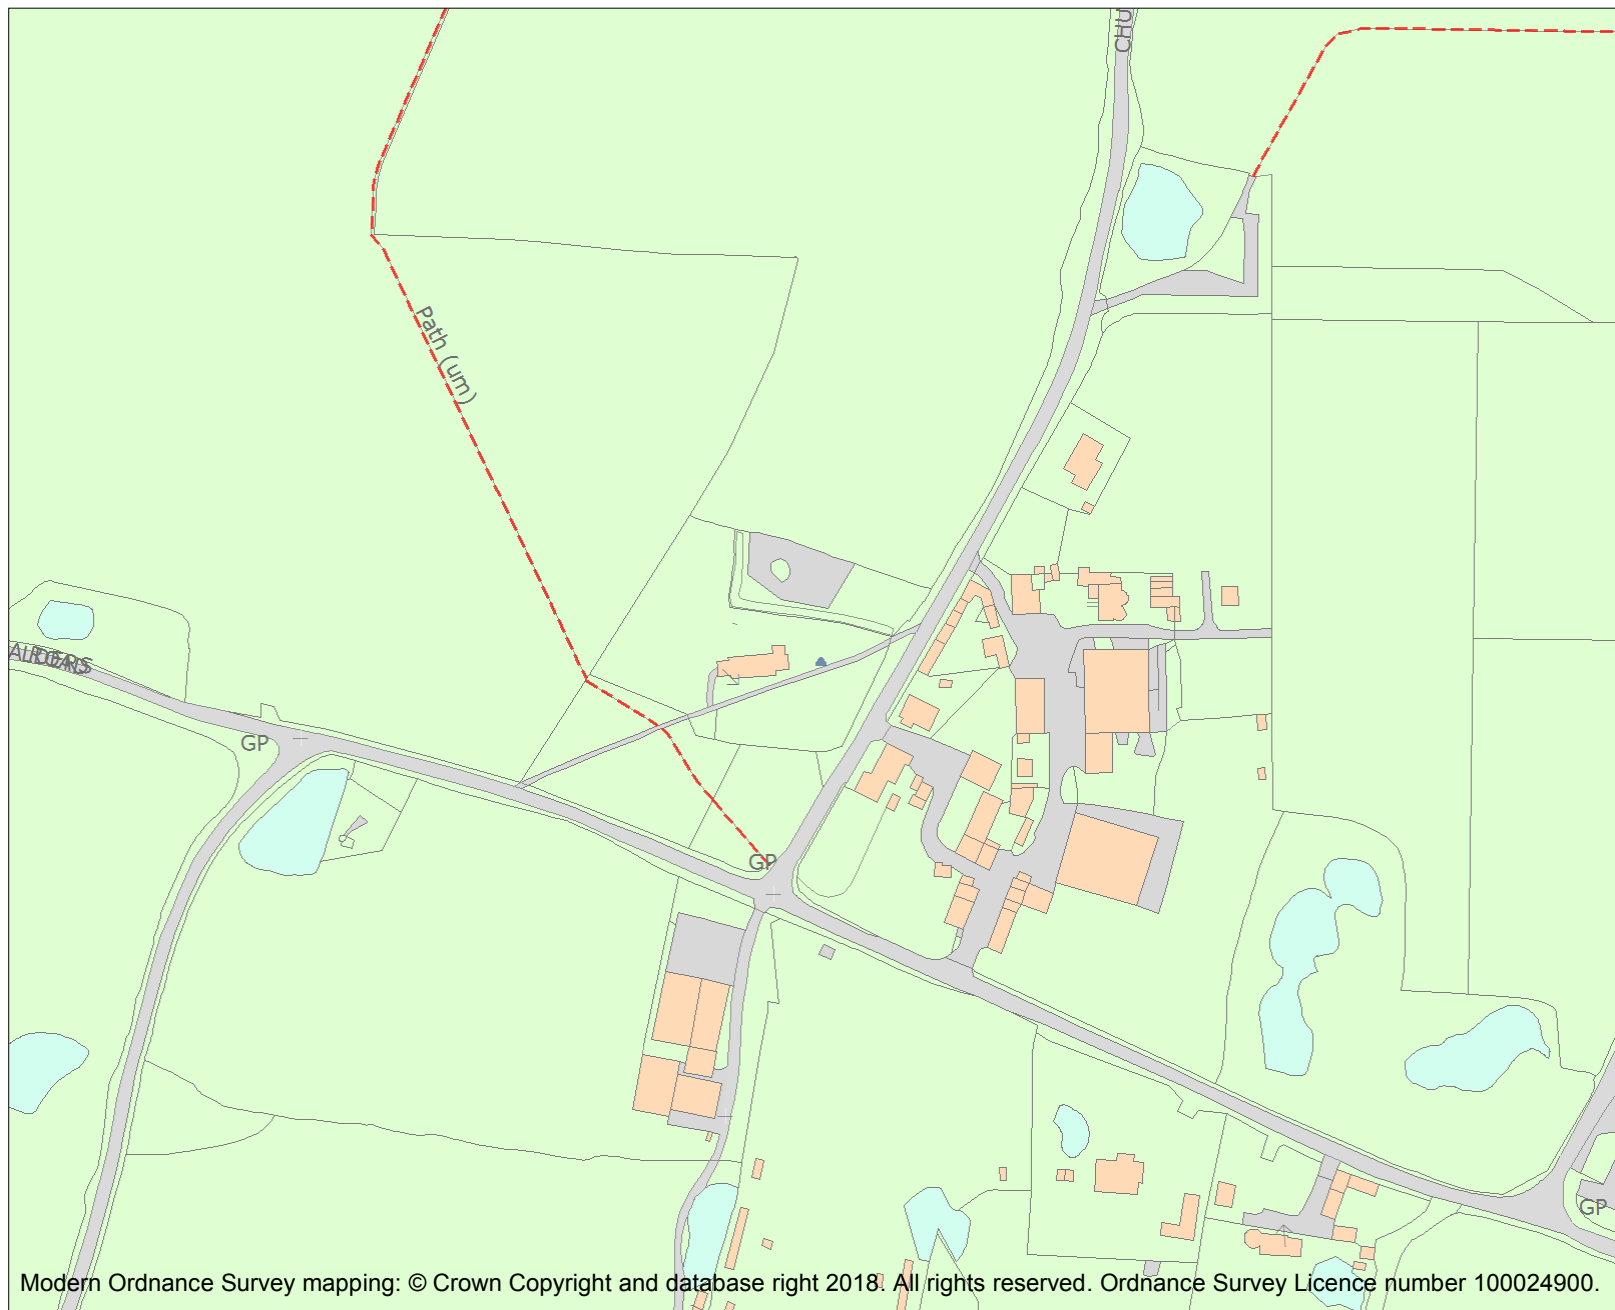 CHU
Path (um)
GP
GP
GP
Modern Ordnance Survey mapping: © Crown Copyright and database right 2018. All rights reserved. Ordnance Survey Licence number 100024900.